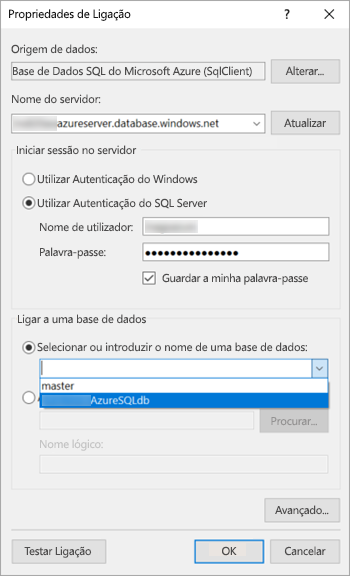 Propriedades de Ligação
Origem de dados:
Base de Dados SQL do Microsoft Azure (SqlClient)
Alterar...
Nome do servidor:
azureserver.database.windows.net
Atualizar
Iniciar sessão no servidor
Utilizar Autenticação do Windows
Utilizar Autenticação do SQL Server
Nome de utilizador:
Palavra-passe:
Guardar a minha palavra-passe
Ligar a uma base de dados
Selecionar ou introduzir o nome de uma base de dados:
master
AzureSQLdb
Procurar...
Nome lógico:
Avançado...
Testar Ligação
OK
Cancelar